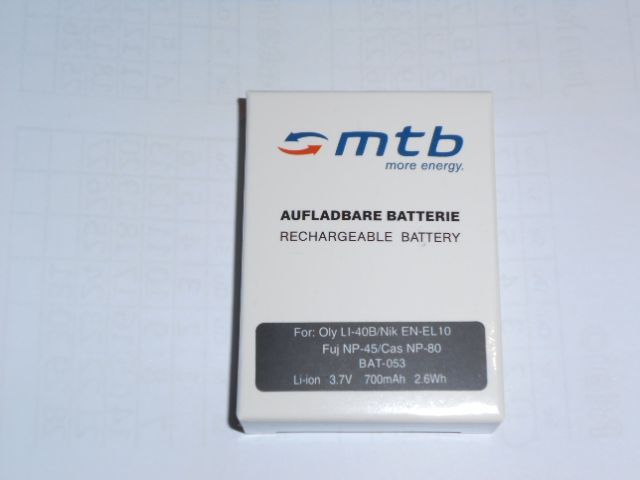 mtb
more energy.
AUFLADBARE BATTERIE
RECHARGEABLE BATTERY
For: Oly LI-40B/Nik EN-EL10
Fuj NP-45/Cas NP-80
BAT-053
Li-ion 3.7V 700mAh 2.6Wh